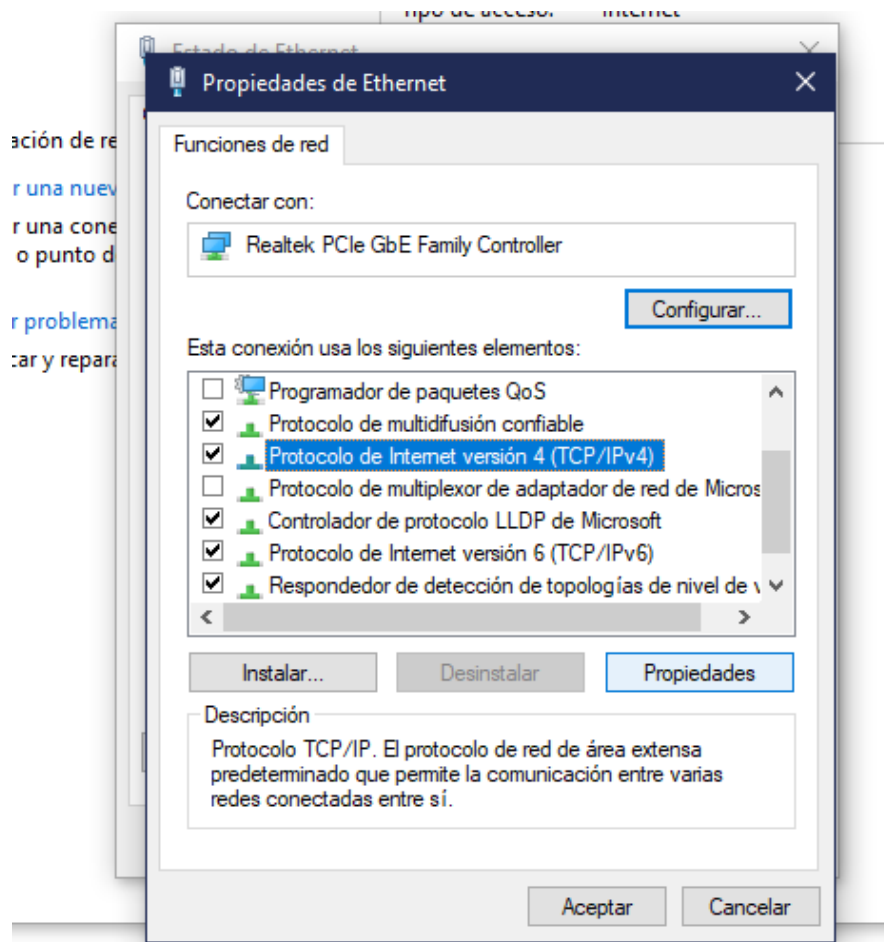 Tipo de acceso: Internet
Estado de Ethernet
Propiedades de Ethernet
Funciones de red
ación de re
r una nuev
r una cone
o punto d
r problema
car y repara
Conectar con:
Realtek PCIe GbE Family Controller
Configurar...
Esta conexión usa los siguientes elementos:
Programador de paquetes QoS
Protocolo de multidifusión confiable
Protocolo de Internet versión 4 (TCP/IPv4)
Protocolo de multiplexor de adaptador de red de Micros
Controlador de protocolo LLDP de Microsoft
Protocolo de Internet versión 6 (TCP/IPv6)
Respondedor de detección de topologías de nivel de v
Instalar...
Desinstalar
Propiedades
Descripción
Protocolo TCP/IP. El protocolo de red de área extensa
predeterminado que permite la comunicación entre varias
redes conectadas entre sí.
Aceptar
Cancelar